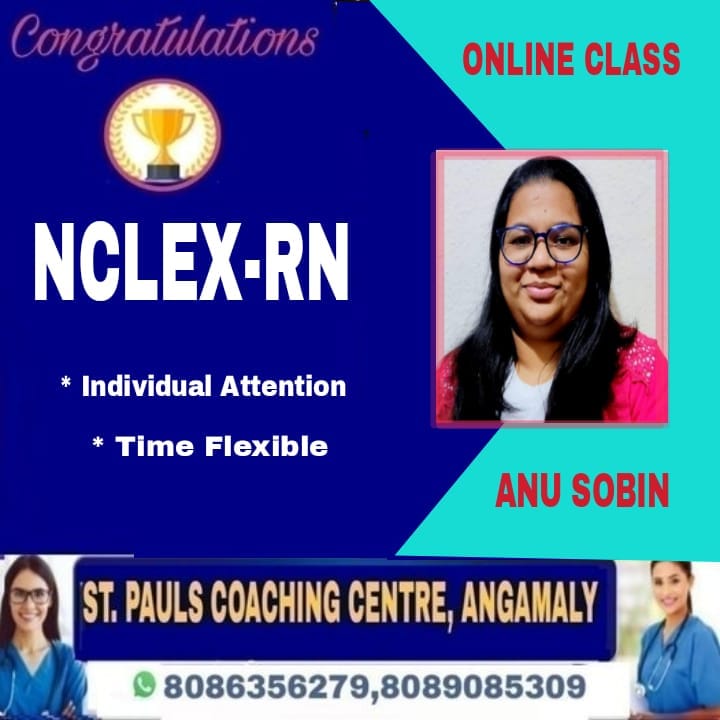 Congratulations
ONLINE CLASS
NCLEX-RN
* Individual Attention
* Time Flexible
ANU SOBIN
ST. PAULS COACHING CENTRE, ANGAMALY
8086356279,8089085309